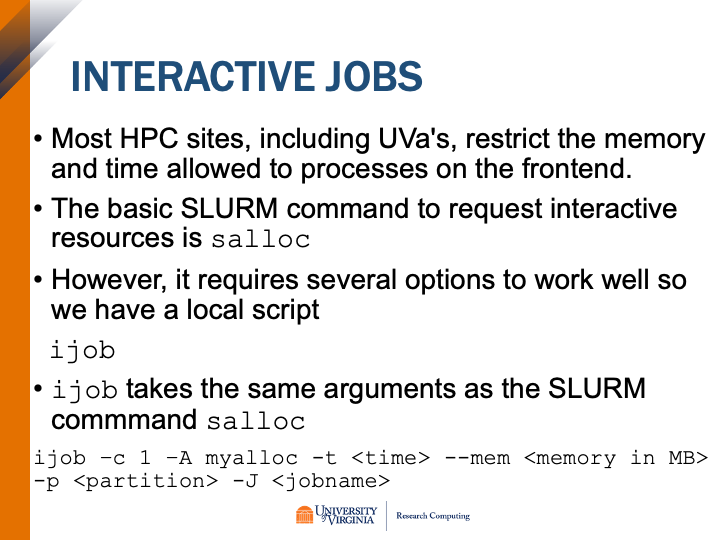 INTERACTIVE JOBS
• Most HPC sites, including UVa's, restrict the memory
and time allowed to processes on the frontend.
• The basic SLURM command to request interactive
resources is salloc
• However, it requires several options to work well so
we have a local script
ijob
• ijob takes the same arguments as the SLURM
commmand salloc
ijob –c 1 –A myalloc -t <time> --mem <memory in MB>
-p <partition> -J <jobname>
UNIVERSITY
of VIRGINIA
Research Computing